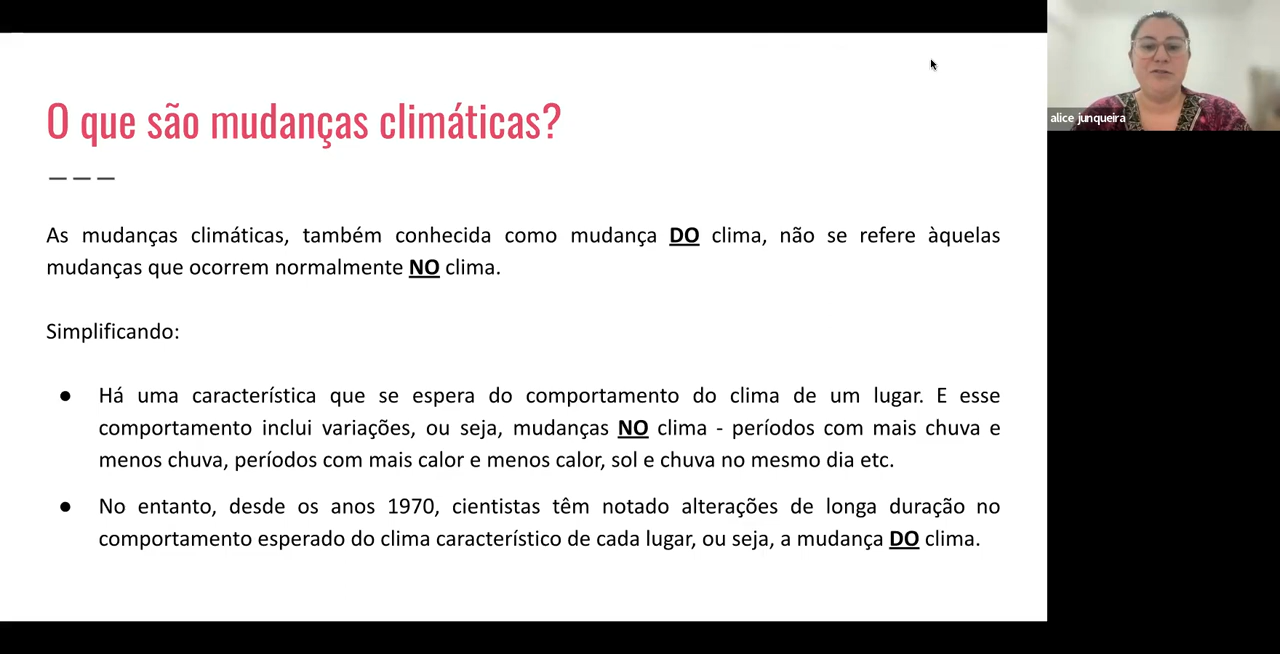 O que são mudanças climáticas?
As mudanças climáticas, também conhecida como mudança DO clima, não se refere àquelas
mudanças que ocorrem normalmente NO clima.
Simplificando:
● Há uma característica que se espera do comportamento do clima de um lugar. E esse
comportamento inclui variações, ou seja, mudanças NO clima - períodos com mais chuva e
menos chuva, períodos com mais calor e menos calor, sol e chuva no mesmo dia etc.
● No entanto, desde os anos 1970, cientistas têm notado alterações de longa duração no
comportamento esperado do clima característico de cada lugar, ou seja, a mudança DO clima.
alice junqueira